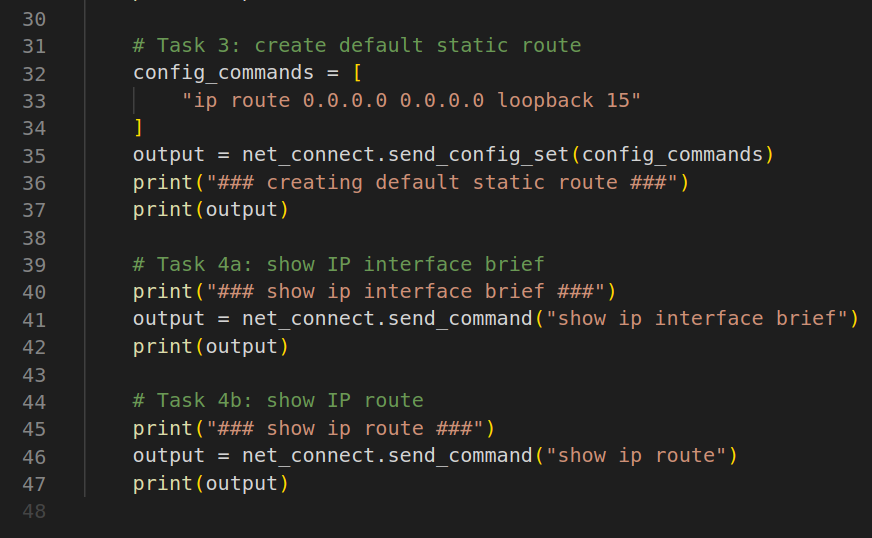 30
31 # Task 3: create default static route
32 config_commands = [
33 "ip route 0.0.0.0 0.0.0.0 loopback 15"
34 ]
35 output = net_connect.send_config_set(config_commands)
36 print("### creating default static route ###")
37 print(output)
38
39 # Task 4a: show IP interface brief
40 print("### show ip interface brief ###")
41 output = net_connect.send_command("show ip interface brief")
42 print(output)
43
44 # Task 4b: show IP route
45 print("### show ip route ###")
46 output = net_connect.send_command("show ip route")
47 print(output)
48